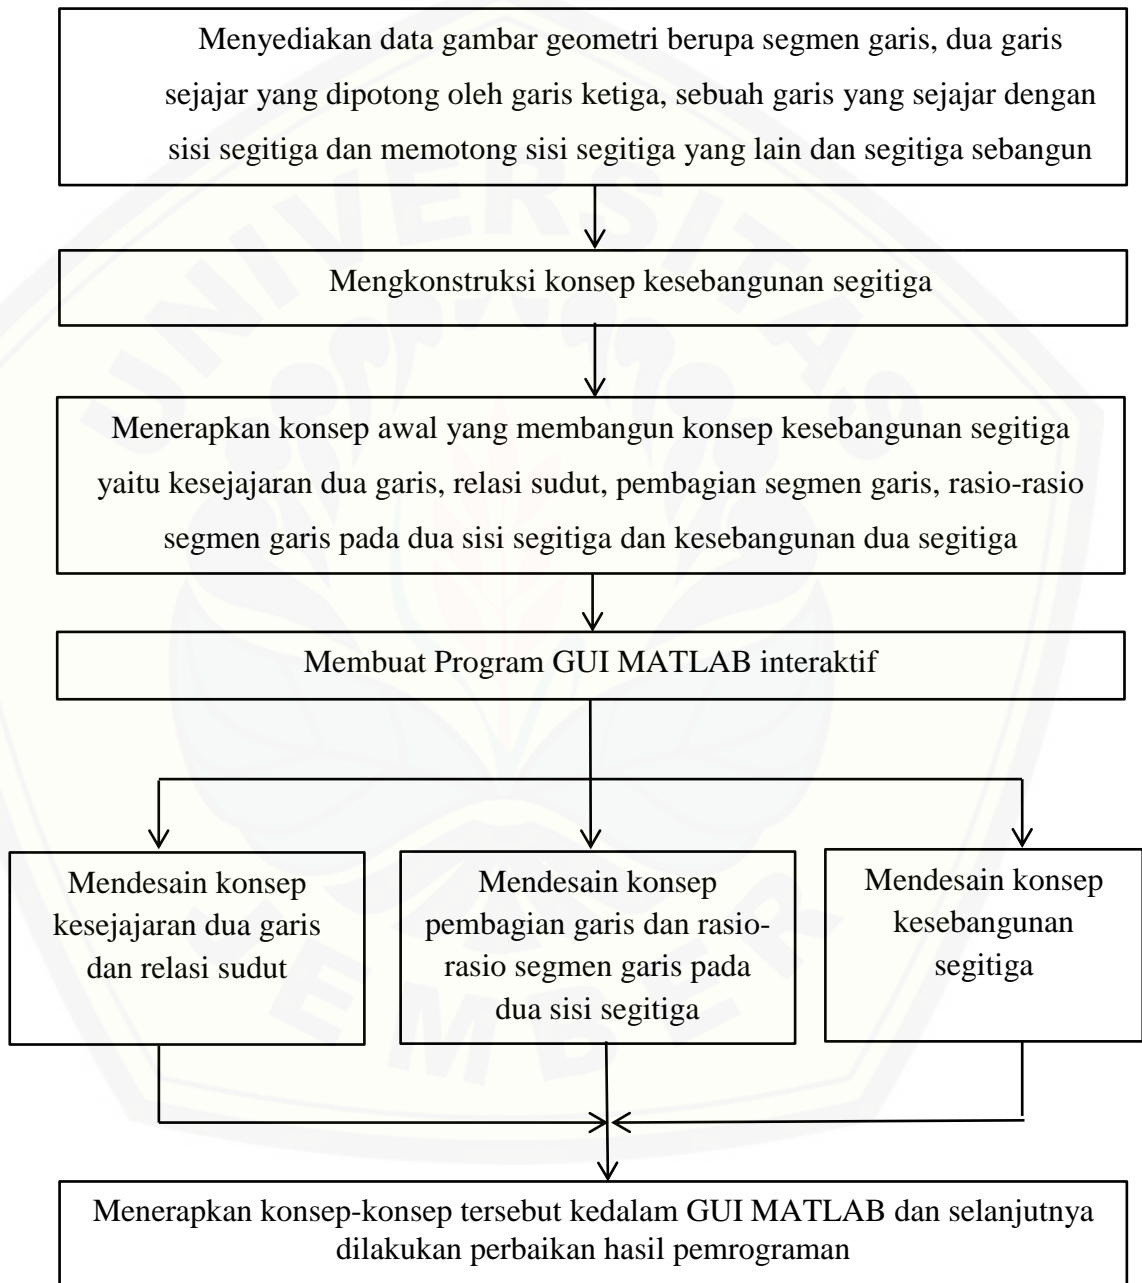 Menyediakan data gambar geometri berupa segmen garis, dua garis
sejajar yang dipotong oleh garis ketiga, sebuah garis yang sejajar dengan
sisi segitiga dan memotong sisi segitiga yang lain dan segitiga sebangun
Mengkonstruksi konsep kesebangunan segitiga
Menerapkan konsep awal yang membangun konsep kesebangunan segitiga
yaitu kesejajaran dua garis, relasi sudut, pembagian segmen garis, rasio-rasio
segmen garis pada dua sisi segitiga dan kesebangunan dua segitiga
Membuat Program GUI MATLAB interaktif
Mendesain konsep
kesejajaran dua garis
dan relasi sudut
Mendesain konsep
pembagian garis dan rasio-
rasio segmen garis pada
dua sisi segitiga
Mendesain konsep
kesebangunan
segitiga
Menerapkan konsep-konsep tersebut kedalam GUI MATLAB dan selanjutnya
dilakukan perbaikan hasil pemrograman
UNIVERSITAS
JEMBER